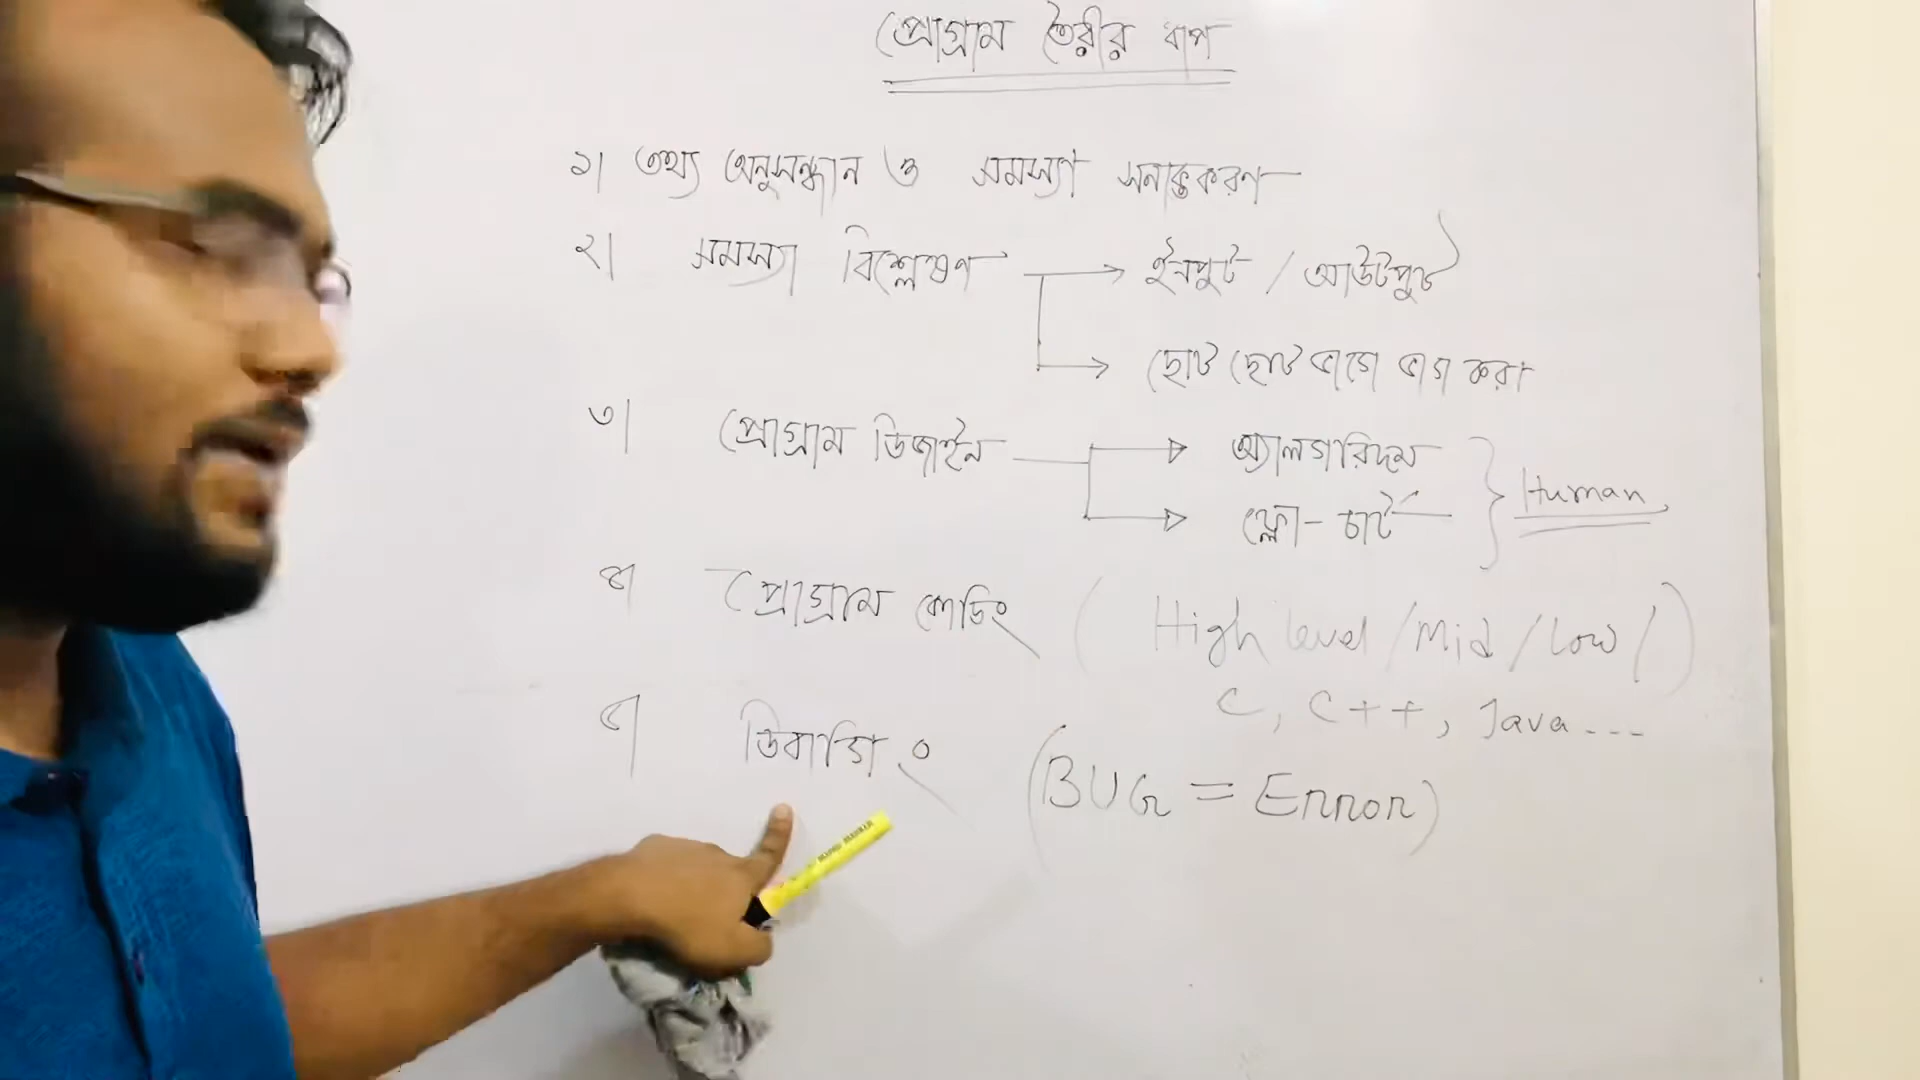 প্রোগ্রাম তৈরীর ধাপ
১। তথ্য অনুসন্ধান ও সমস্যা সনাক্তকরণ
২। সমস্যা বিশ্লেষণ → ইনপুট / আউটপুট
→ ছোট ছোট ভাগে ভাগ করা
৩। প্রোগ্রাম ডিজাইন → অ্যালগারিদম
→ ফ্লো-চার্ট } Human
৪। প্রোগ্রাম কোডিং (High level / Mid / Low /)
C, C++, Java ...
৫। ডিবাগিং (BUG = Error)